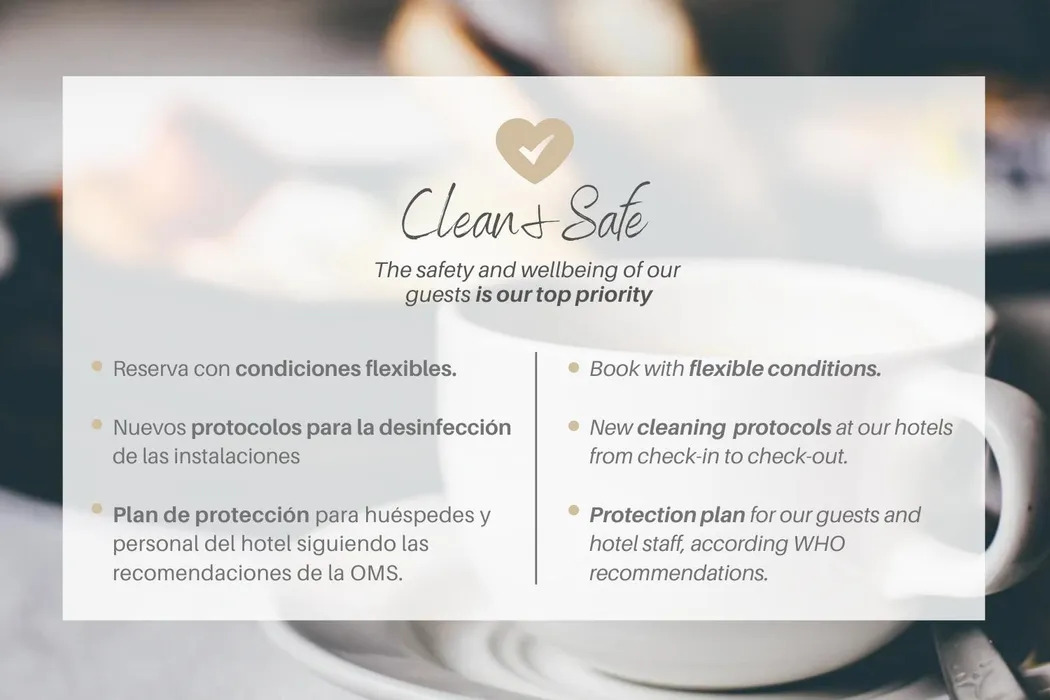 Clean & Safe
The safety and wellbeing of our
guests is our top priority
Reserva con condiciones flexibles.
Nuevos protocolos para la desinfección
de las instalaciones
Plan de protección para huéspedes y
personal del hotel siguiendo las
recomendaciones de la OMS.
Book with flexible conditions.
New cleaning protocols at our hotels
from check-in to check-out.
Protection plan for our guests and
hotel staff, according WHO
recommendations.